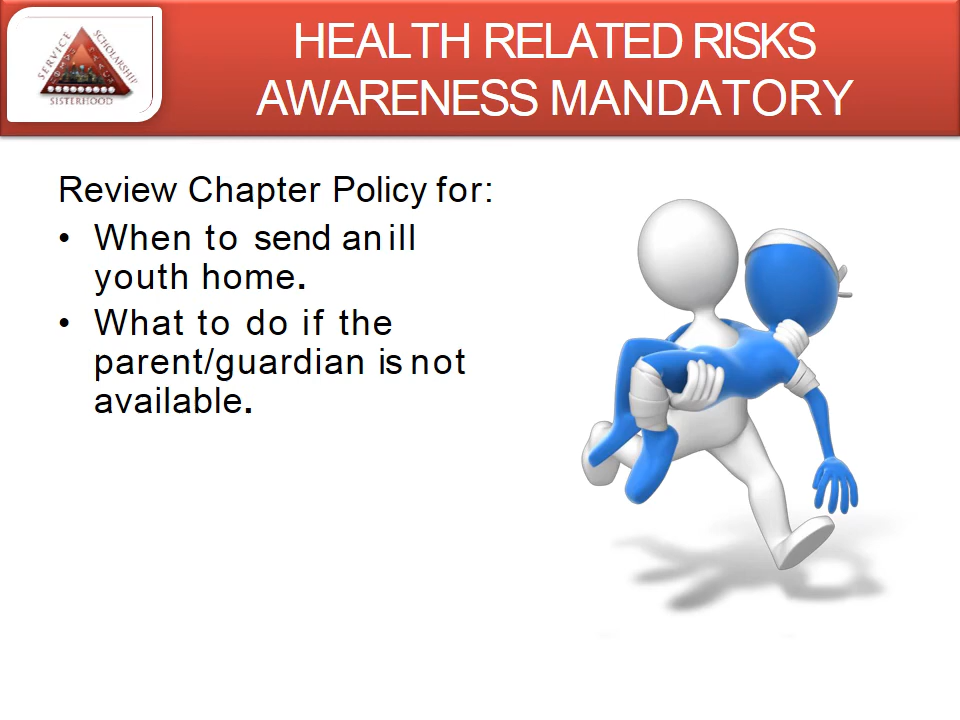 HEALTH RELATED RISKS
AWARENESS MANDATORY
SERVICE
SCHOLARSHIP
SISTERHOOD
Review Chapter Policy for:
• When to send an ill
youth home.
• What to do if the
parent/guardian is not
available.